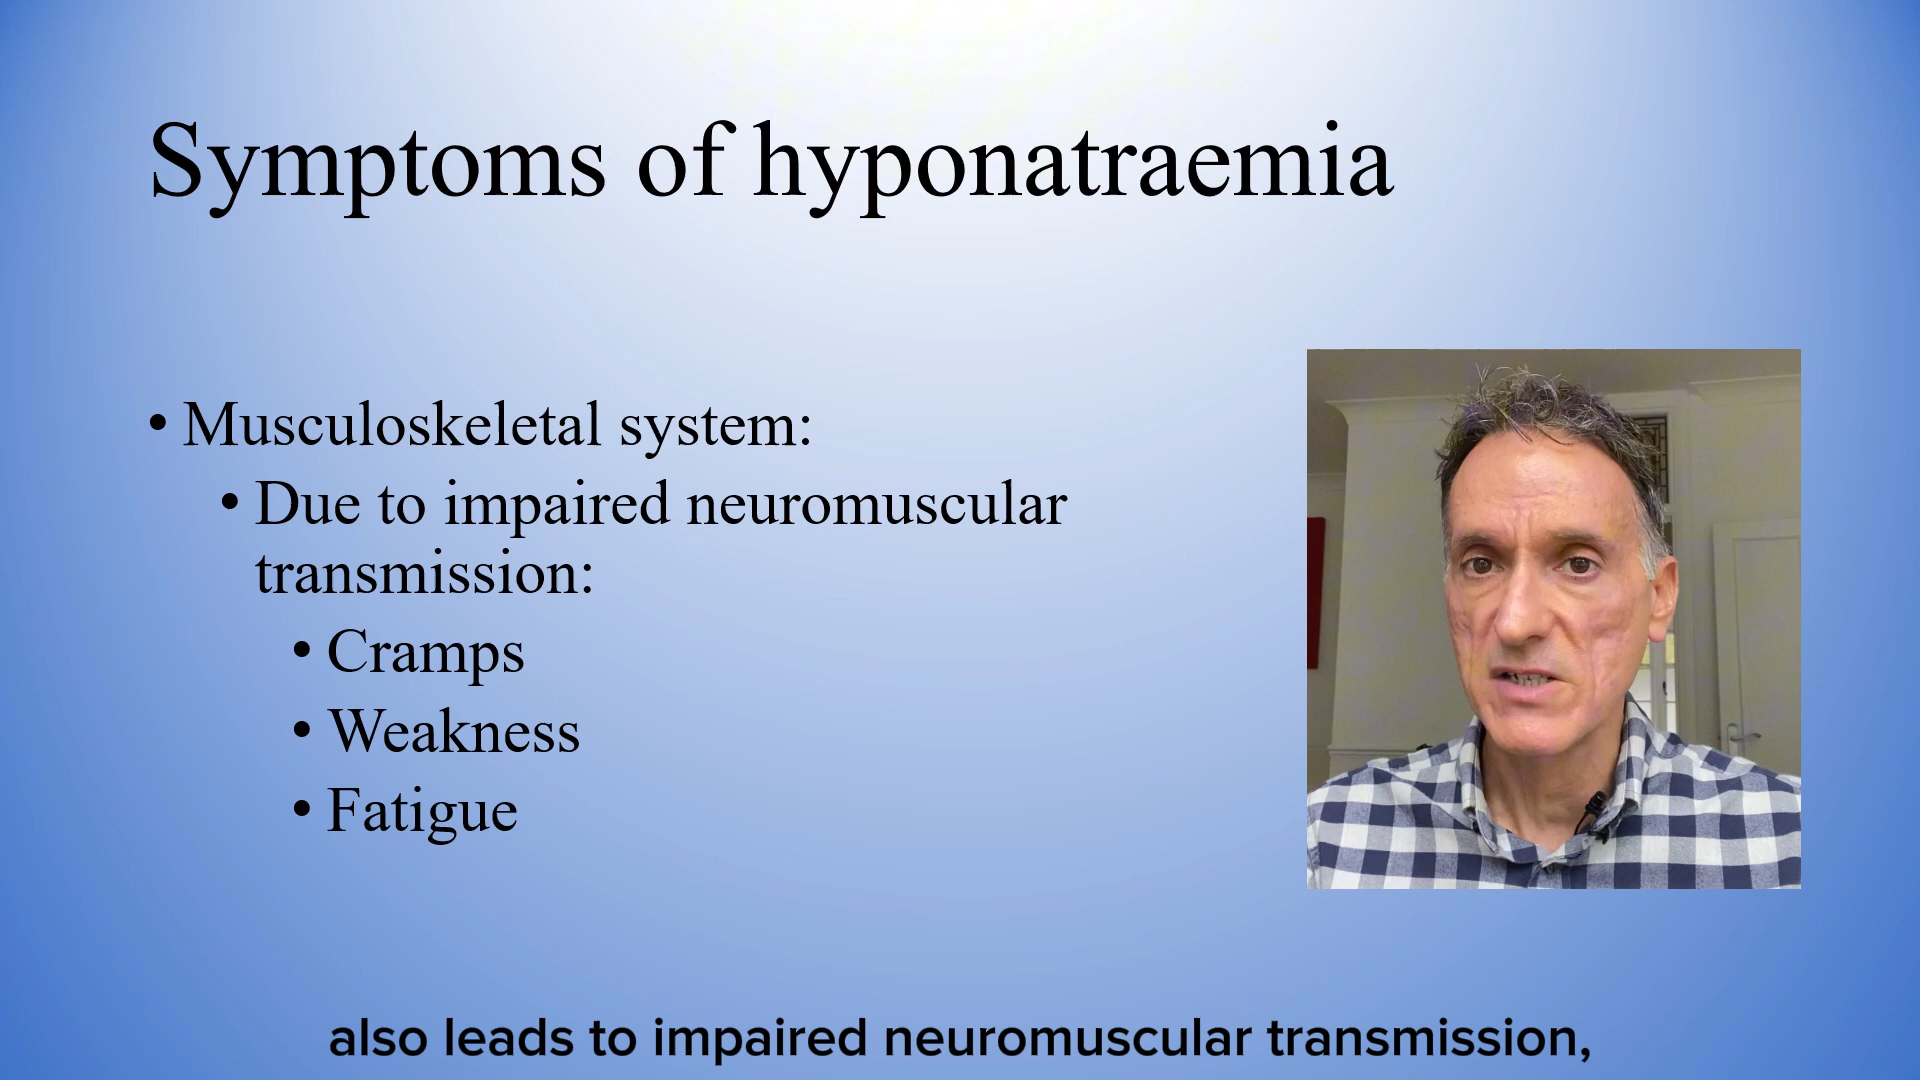 Symptoms of hyponatraemia
• Musculoskeletal system:
• Due to impaired neuromuscular
transmission:
• Cramps
• Weakness
• Fatigue
also leads to impaired neuromuscular transmission,